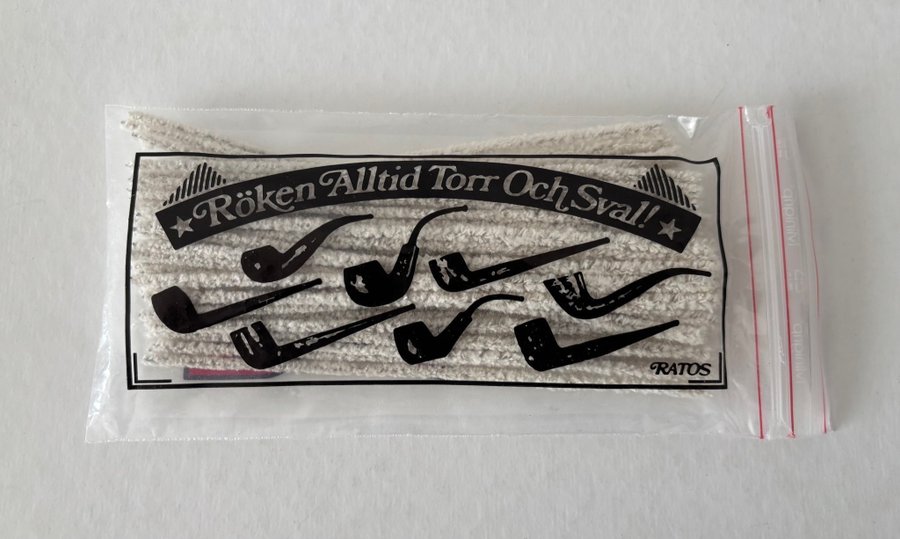 Röken Alltid Torr Och Sval!
RATOS